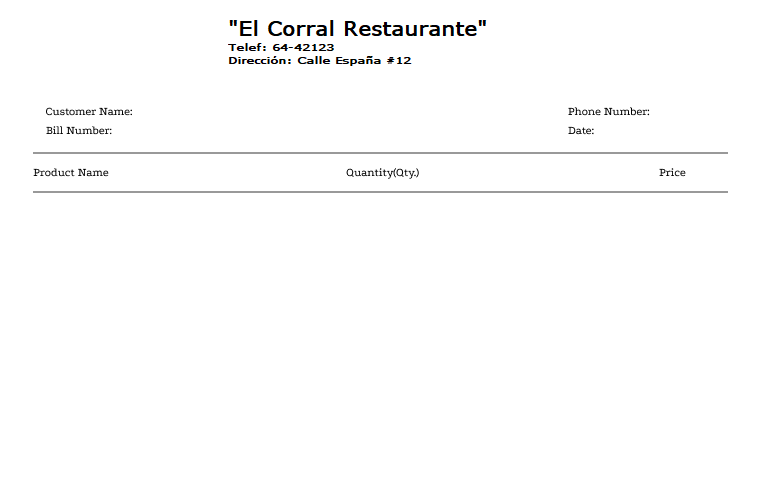 "El Corral Restaurante"
Telef: 64-42123
Dirección: Calle España #12
Customer Name: Phone Number:
Bill Number: Date:
Product Name Quantity(Qty.) Price